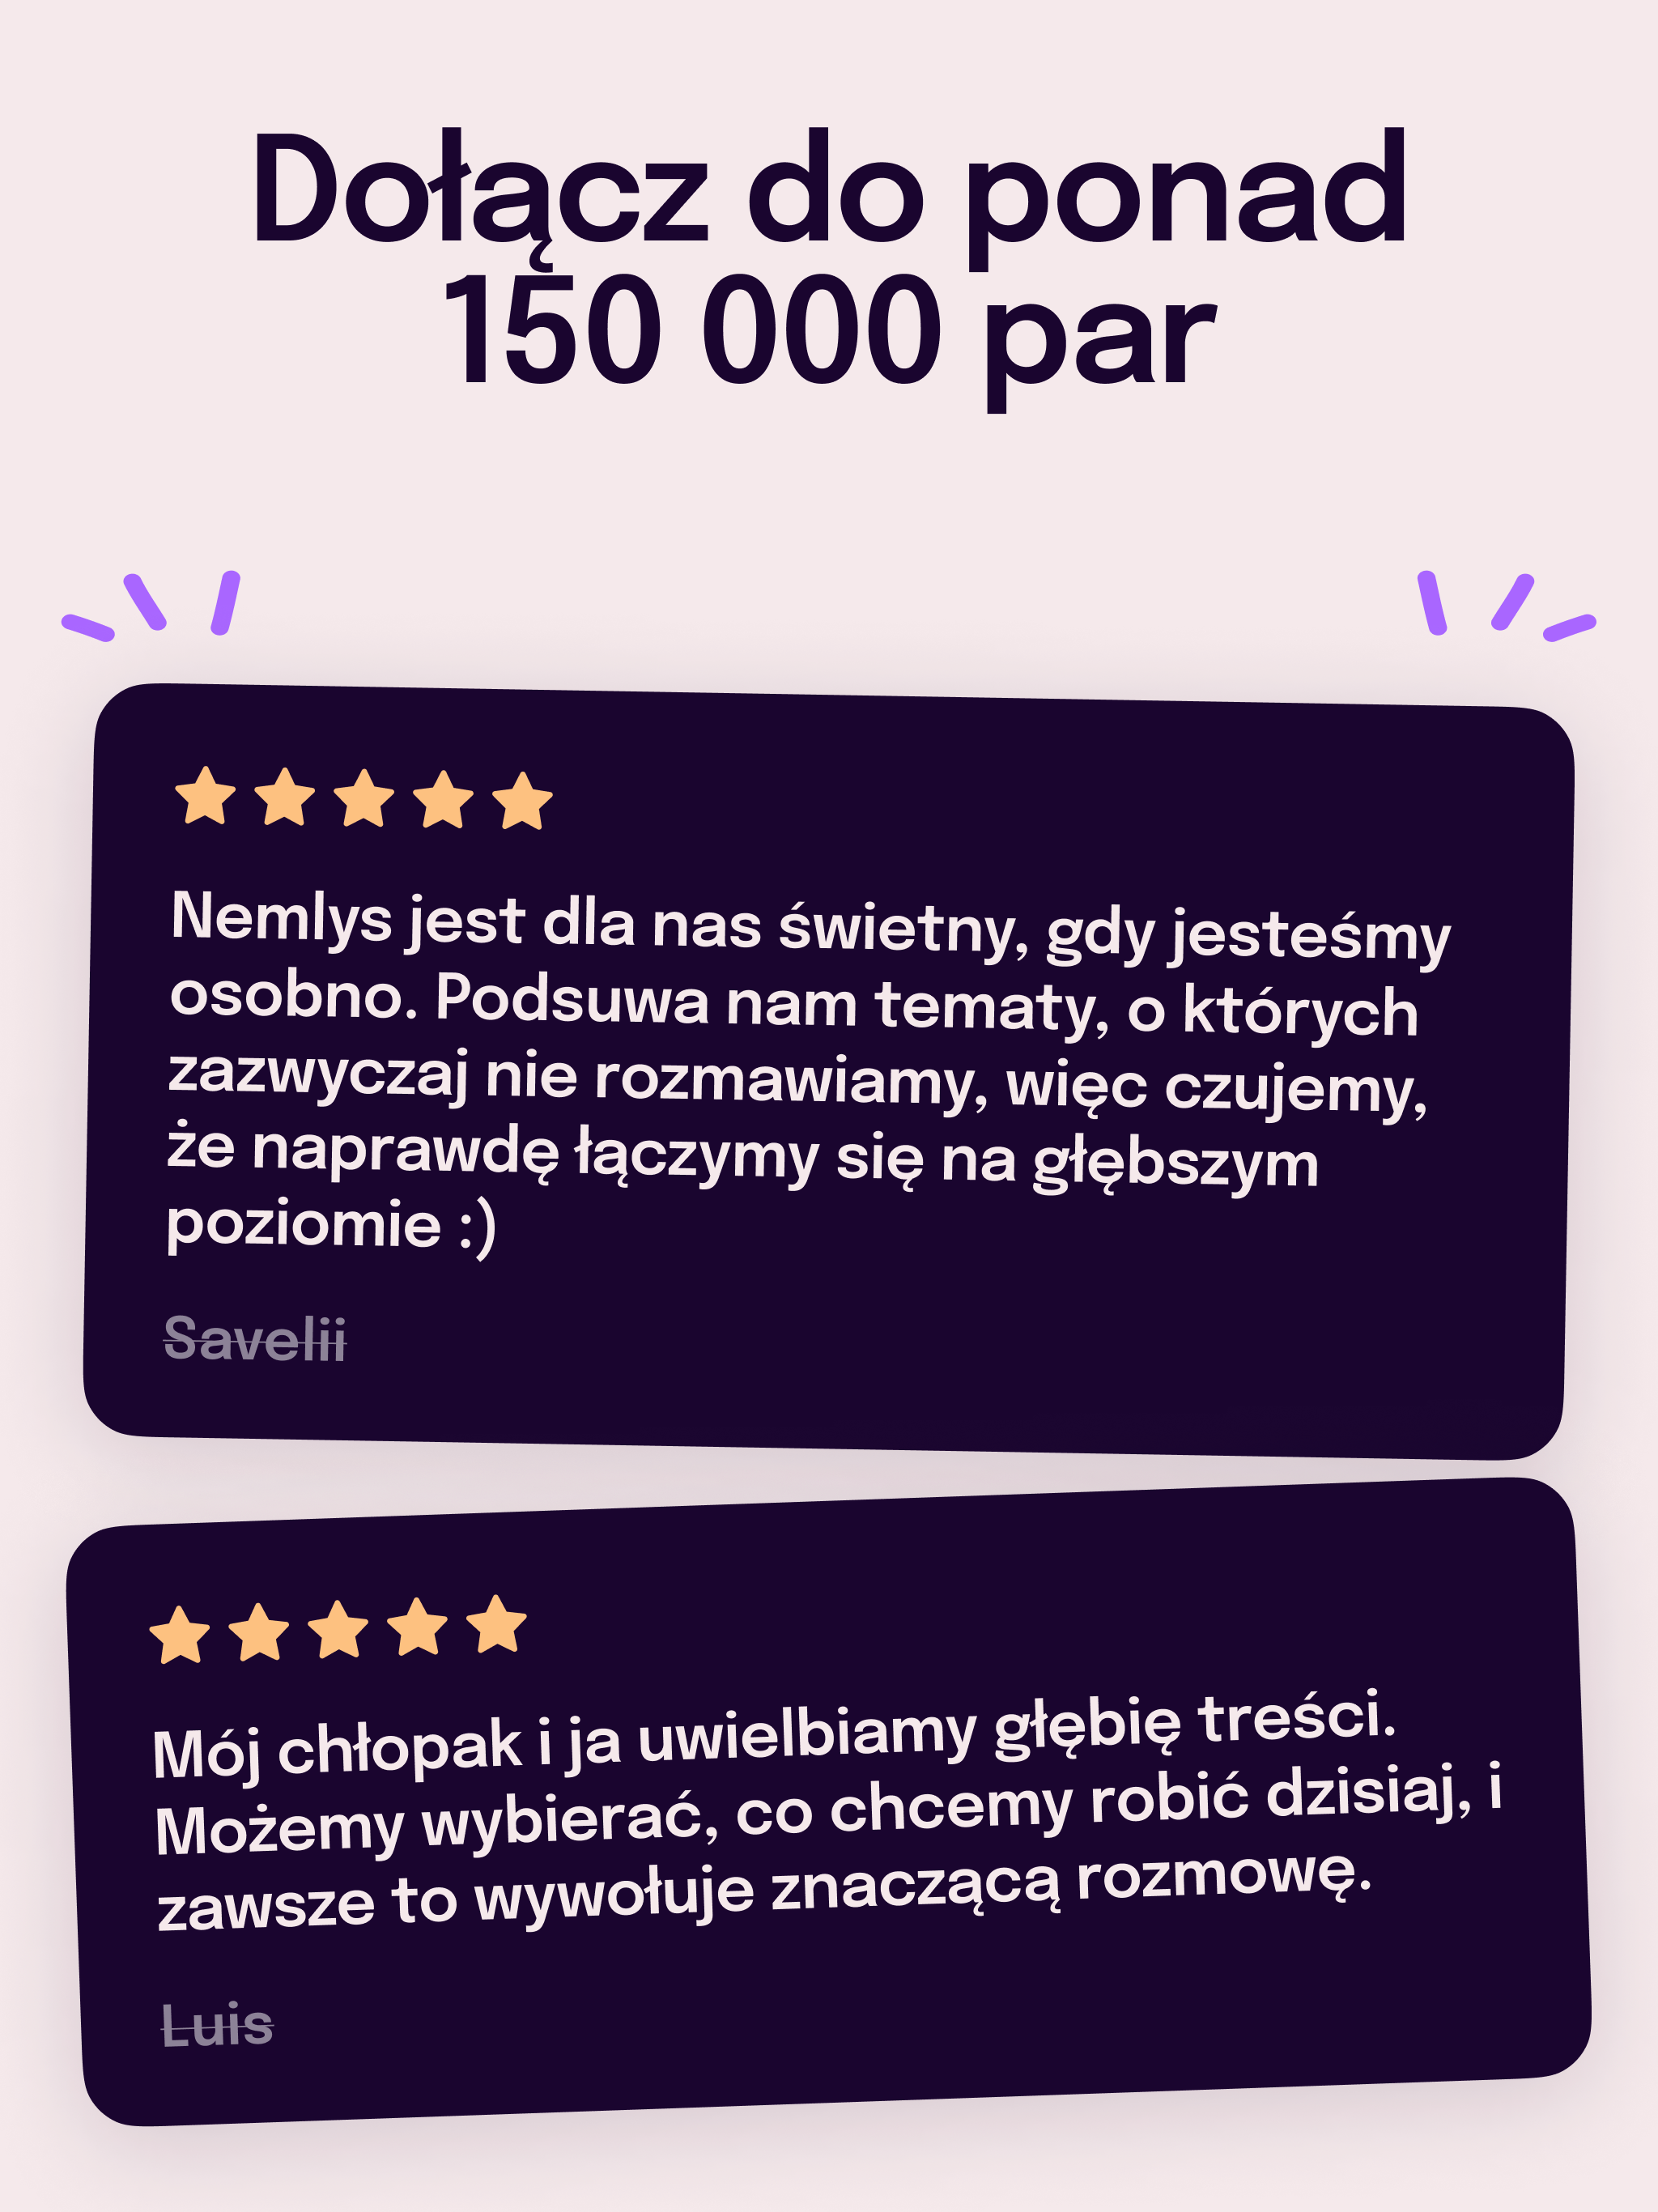 Dołącz do ponad
150 000 par
Nemlys jest dla nas świetny, gdy jesteśmy
osobno. Podsuwa nam tematy, o których
zazwyczaj nie rozmawiamy, więc czujemy,
że naprawdę łączymy się na głębszym
poziomie :)
Savelii
Mój chłopak i ja uwielbiamy głębię treści.
Możemy wybierać, co chcemy robić dzisiaj, i
zawsze to wywołuje znaczącą rozmowę.
Luis